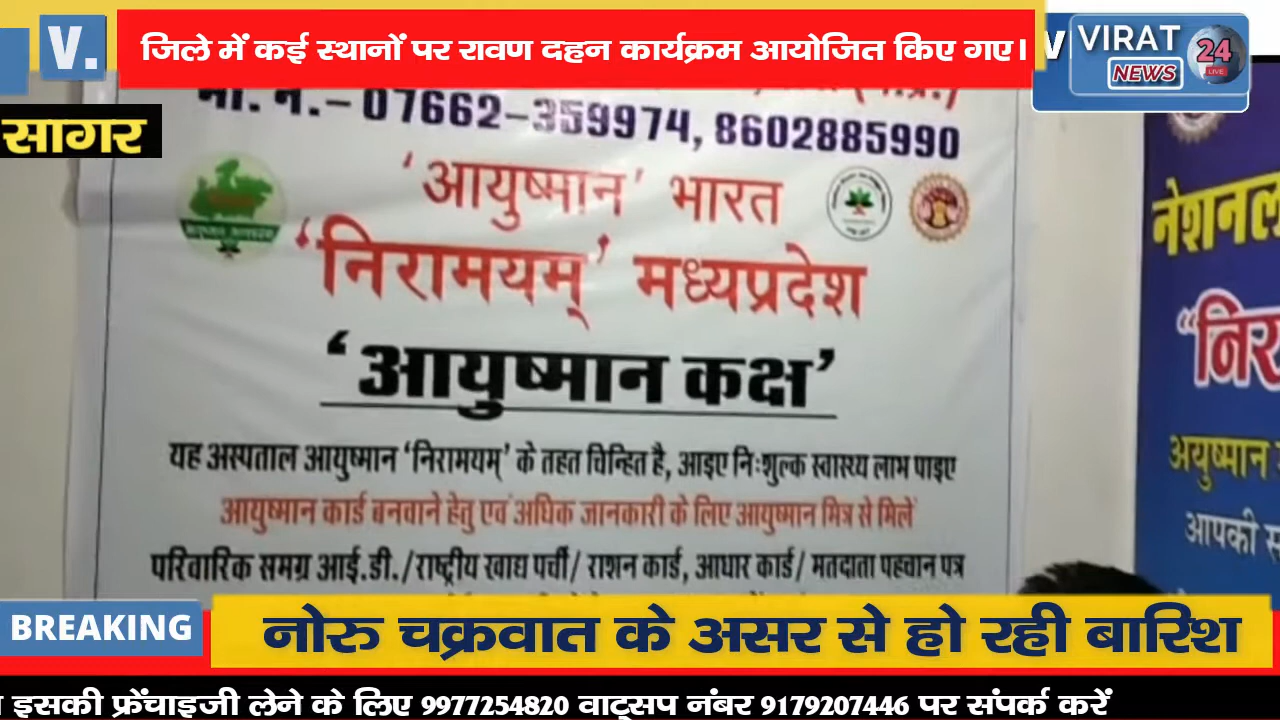 V.
जिले में कई स्थानों पर रावण दहन कार्यक्रम आयोजित किए गए।
VIRAT
24
LIVE
NEWS
सागर
07662-359974, 8602885990
‘आयुष्मान’ भारत
‘निरामयम्’ मध्यप्रदेश
‘आयुष्मान कक्ष’
यह अस्पताल आयुष्मान ‘निरामयम्’ के तहत चिन्हित है, आइए निःशुल्क स्वास्थ्य लाभ पाइए
आयुष्मान कार्ड बनवाने हेतु एवं अधिक जानकारी के लिए आयुष्मान मित्र से मिलें
परिवारिक समग्र आई.डी./राष्ट्रीय खाद्य पर्ची/ राशन कार्ड, आधार कार्ड/ मतदाता पहचान पत्र
नेशनल
“निर
अयुष्मान
आपकी
BREAKING
नोरु चक्रवात के असर से हो रही बारिश
इसकी फ्रेंचाइजी लेने के लिए 9977254820 वाट्सप नंबर 9179207446 पर संपर्क करें